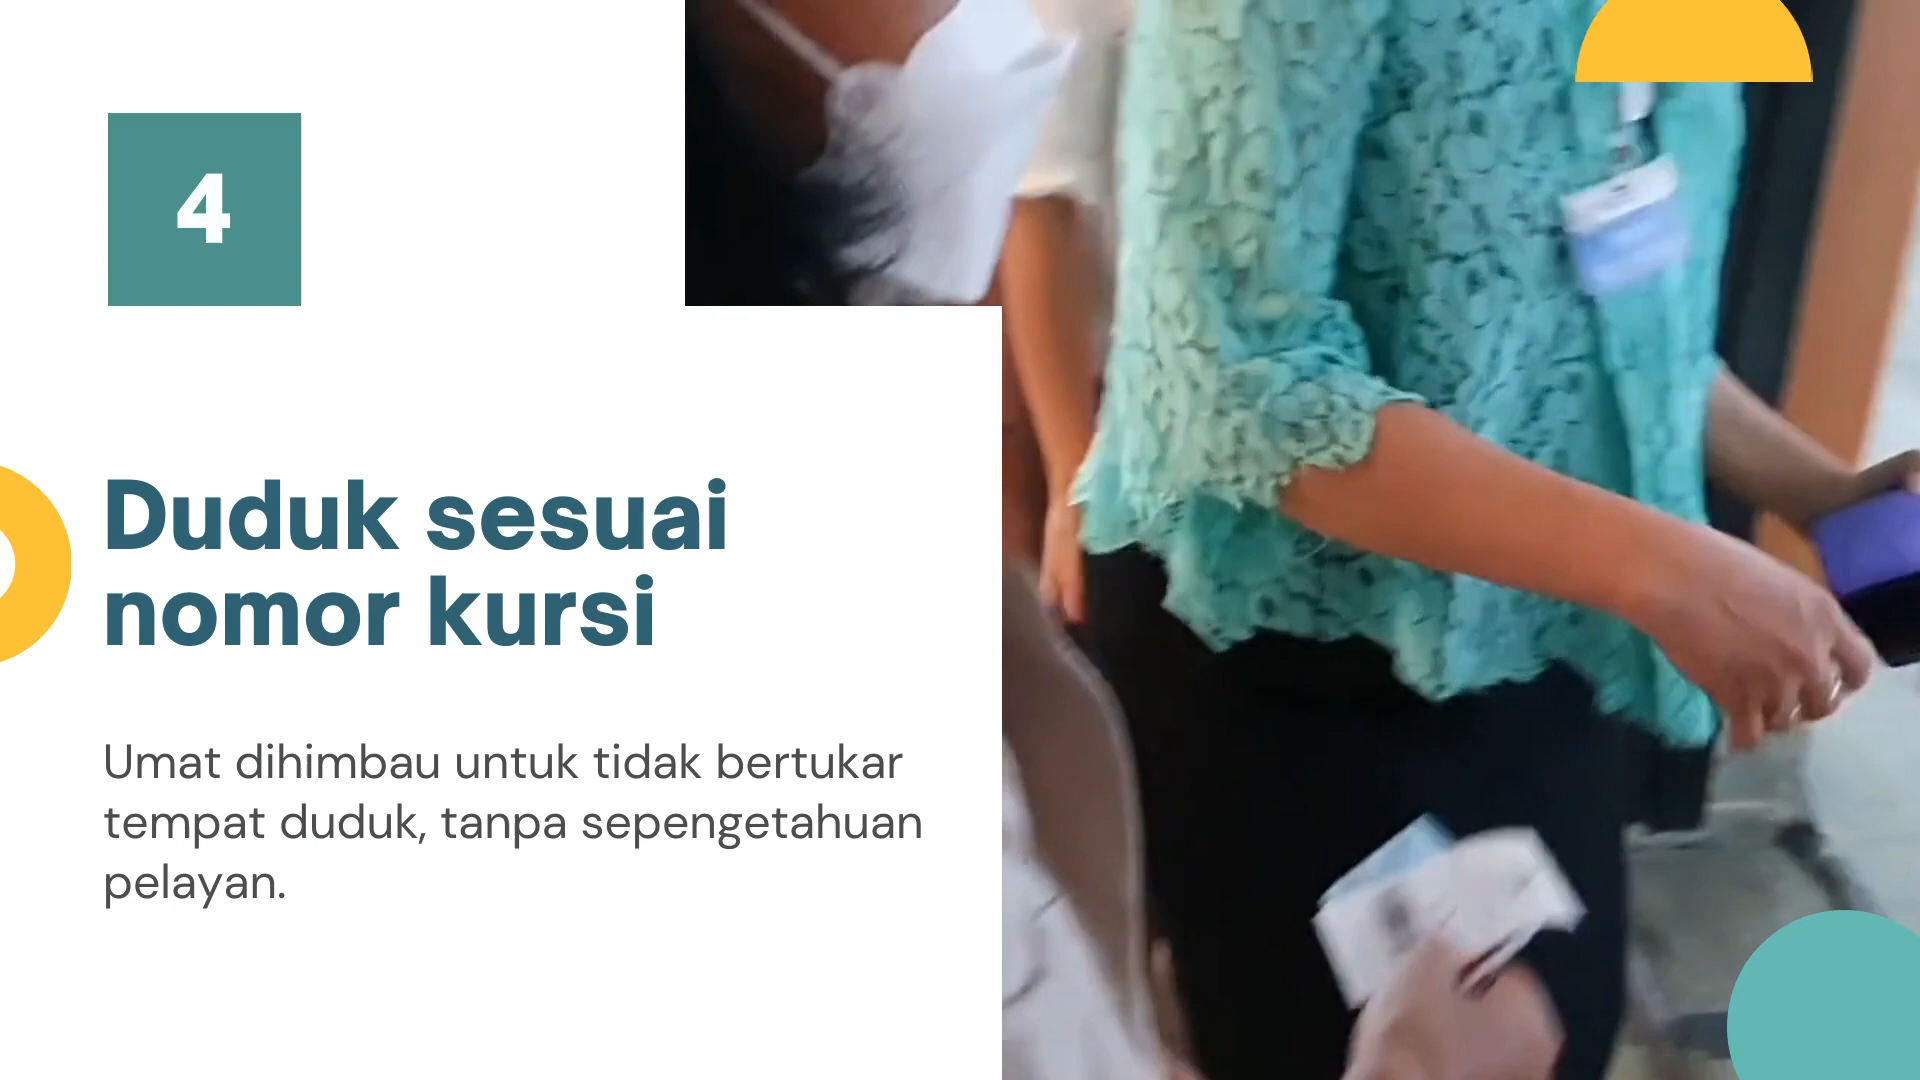 4
Duduk sesuai
nomor kursi
Umat dihimbau untuk tidak bertukar
tempat duduk, tanpa sepengetahuan
pelayan.